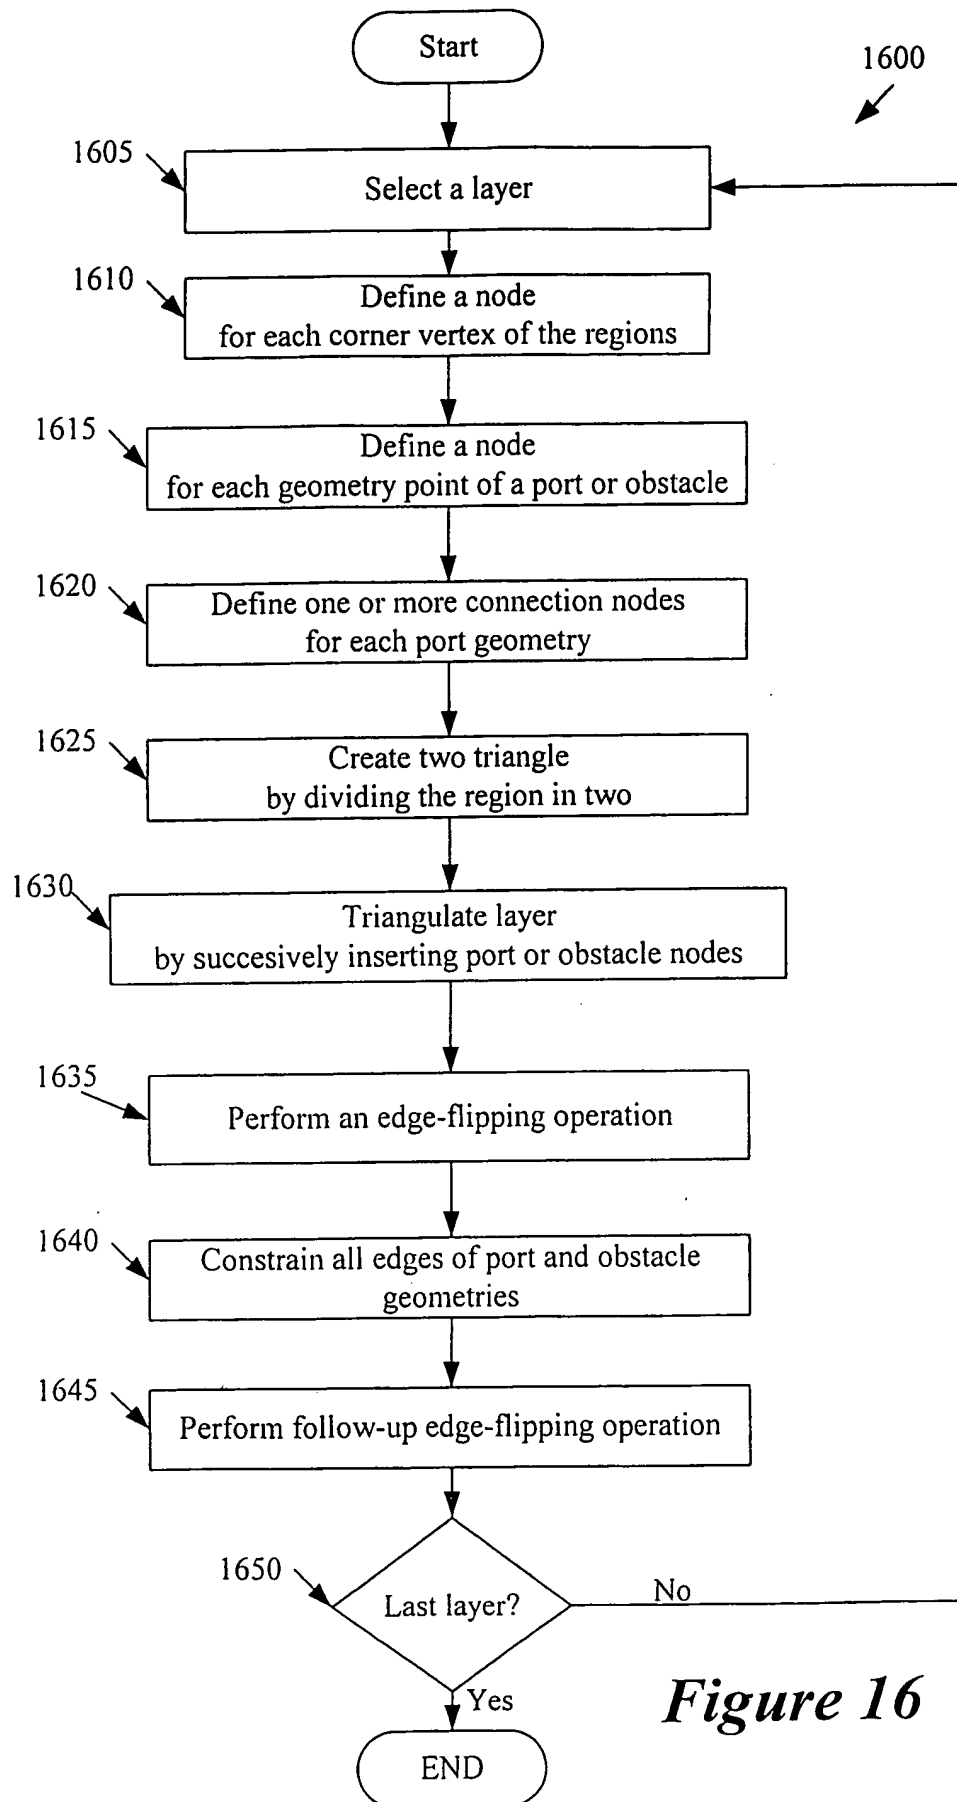 Start
1600
1605
Select a layer
1610
Define a node
for each corner vertex of the regions
1615
Define a node
for each geometry point of a port or obstacle
1620
Define one or more connection nodes
for each port geometry
1625
Create two triangle
by dividing the region in two
1630
Triangulate layer
by succesively inserting port or obstacle nodes
1635
Perform an edge-flipping operation
1640
Constrain all edges of port and obstacle
geometries
1645
Perform follow-up edge-flipping operation
1650
Last layer?
No
Yes
Figure 16
END